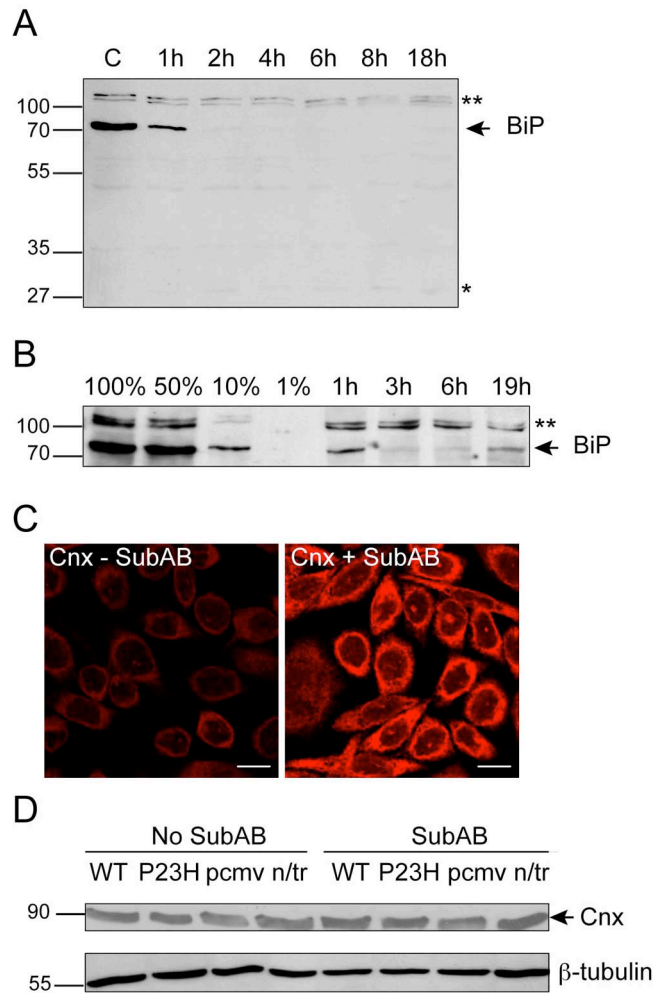 A
C 1h 2h 4h 6h 8h 18h
100
**
70
BiP
55
35
27
*
B
100% 50% 10% 1% 1h 3h 6h 19h
100
**
70
BiP
C
Cnx - SubAB
Cnx + SubAB
D
No SubAB SubAB
WT P23H pcmv n/tr WT P23H pcmv n/tr
90
Cnx
β-tubulin
55